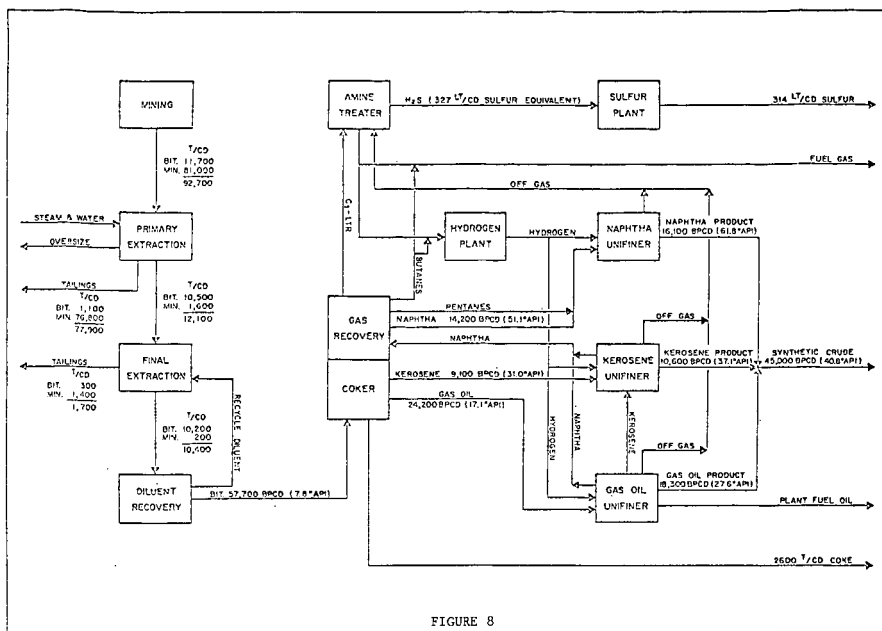 MINING
T/CD
BIT. 11,700
MIN. 81,000
92,700
STEAM & WATER
OVERSIZE
PRIMARY
EXTRACTION
TAILINGS
T/CD
BIT. 1,100
MIN. 76,800
77,900
T/CD
BIT. 10,500
MIN. 1,600
12,100
TAILINGS
T/CD
BIT. 300
MIN. 1,400
1,700
FINAL
EXTRACTION
T/CD
BIT. 10,200
MIN. 200
10,400
RECYCLE DILUENT
DILUENT
RECOVERY
BIT 57,700 BPCD (7.8°API)
AMINE
TREATER
H2S (327 LT/CD SULFUR EQUIVALENT)
SULFUR
PLANT
314 LT/CD SULFUR
FUEL GAS
OFF GAS
BUTANES
HYDROGEN
PLANT
HYDROGEN
NAPHTHA
UNIFINER
NAPHTHA PRODUCT
16,100 BPCD (61.8°API)
GAS
RECOVERY
PENTANES
NAPHTHA 14,200 BPCD (51.1°API)
NAPHTHA
COKER
KEROSENE 9,100 BPCD (31.0°API)
GAS OIL
24,200 BPCD (17.1°API)
OFF GAS
KEROSENE
UNIFINER
KEROSENE PRODUCT
10,600 BPCD (37.1°API)
SYNTHETIC CRUDE
45,000 BPCD (40.8°API)
HYDROGEN
NAPHTHA
KEROSENE
OFF GAS
GAS OIL
UNIFINER
GAS OIL PRODUCT
18,300 BPCD (27.6°API)
PLANT FUEL OIL
2600 T/CD COKE
FIGURE 8